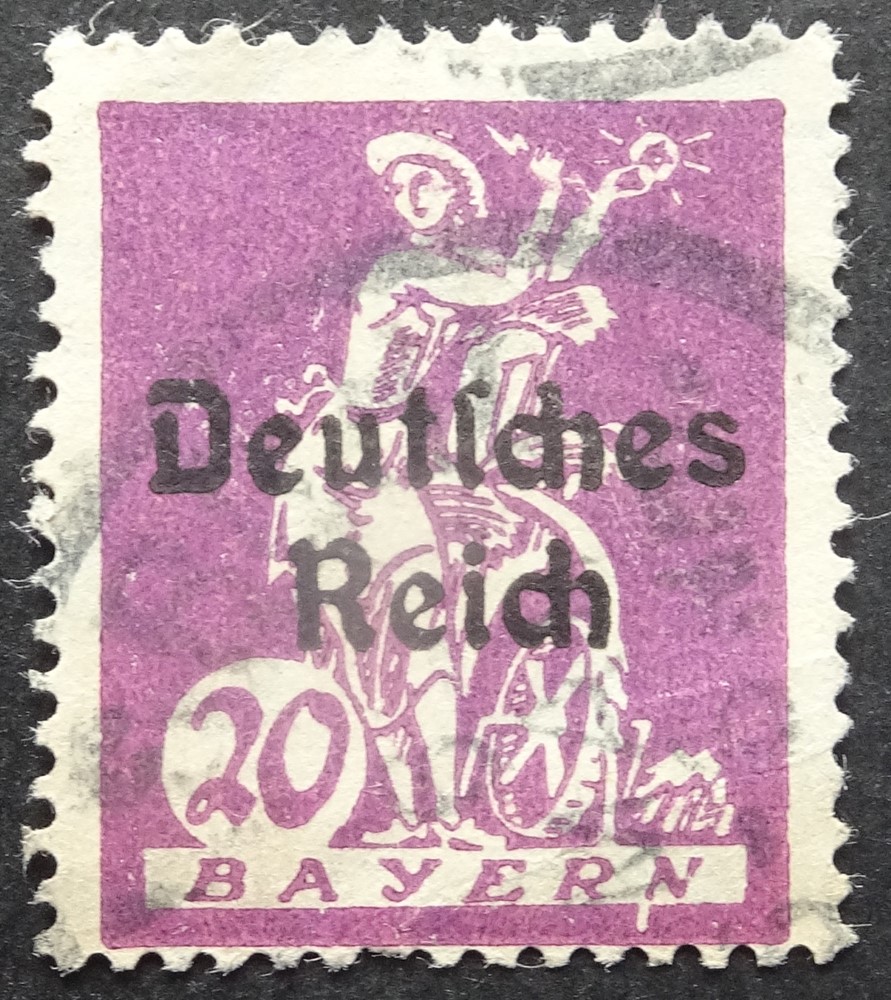 Deutſches
Reich
20
BAYERN